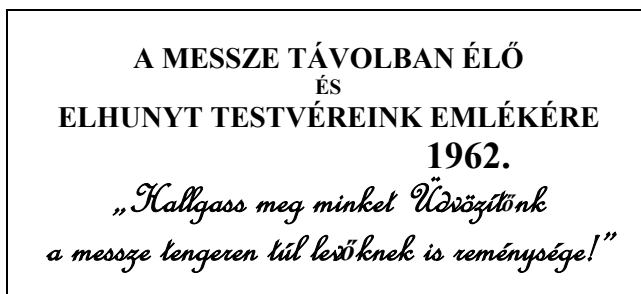 A MESSZE TÁVOLBAN ÉLŐ
ÉS
ELHUNYT TESTVÉREINK EMLÉKÉRE
1962.
„Hallgass meg minket Üdvözítőnk
a messze tengeren túl levőknek is reménysége!”